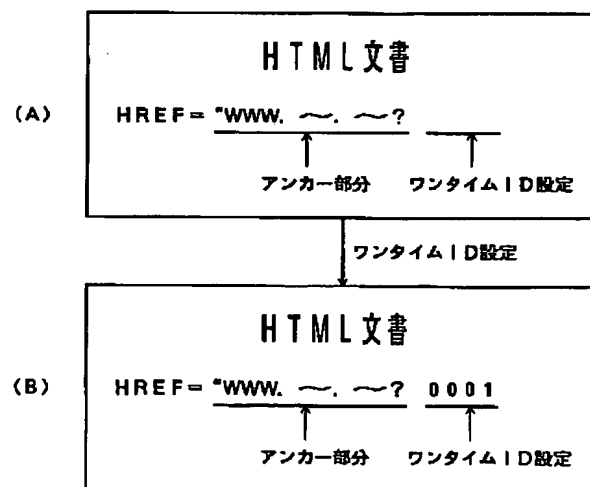 HTML文書
(A) HREF="WWW. ~. ~?
アンカー部分 ワンタイムID設定
ワンタイムID設定
HTML文書
(B) HREF="WWW. ~. ~? 0001
アンカー部分 ワンタイムID設定